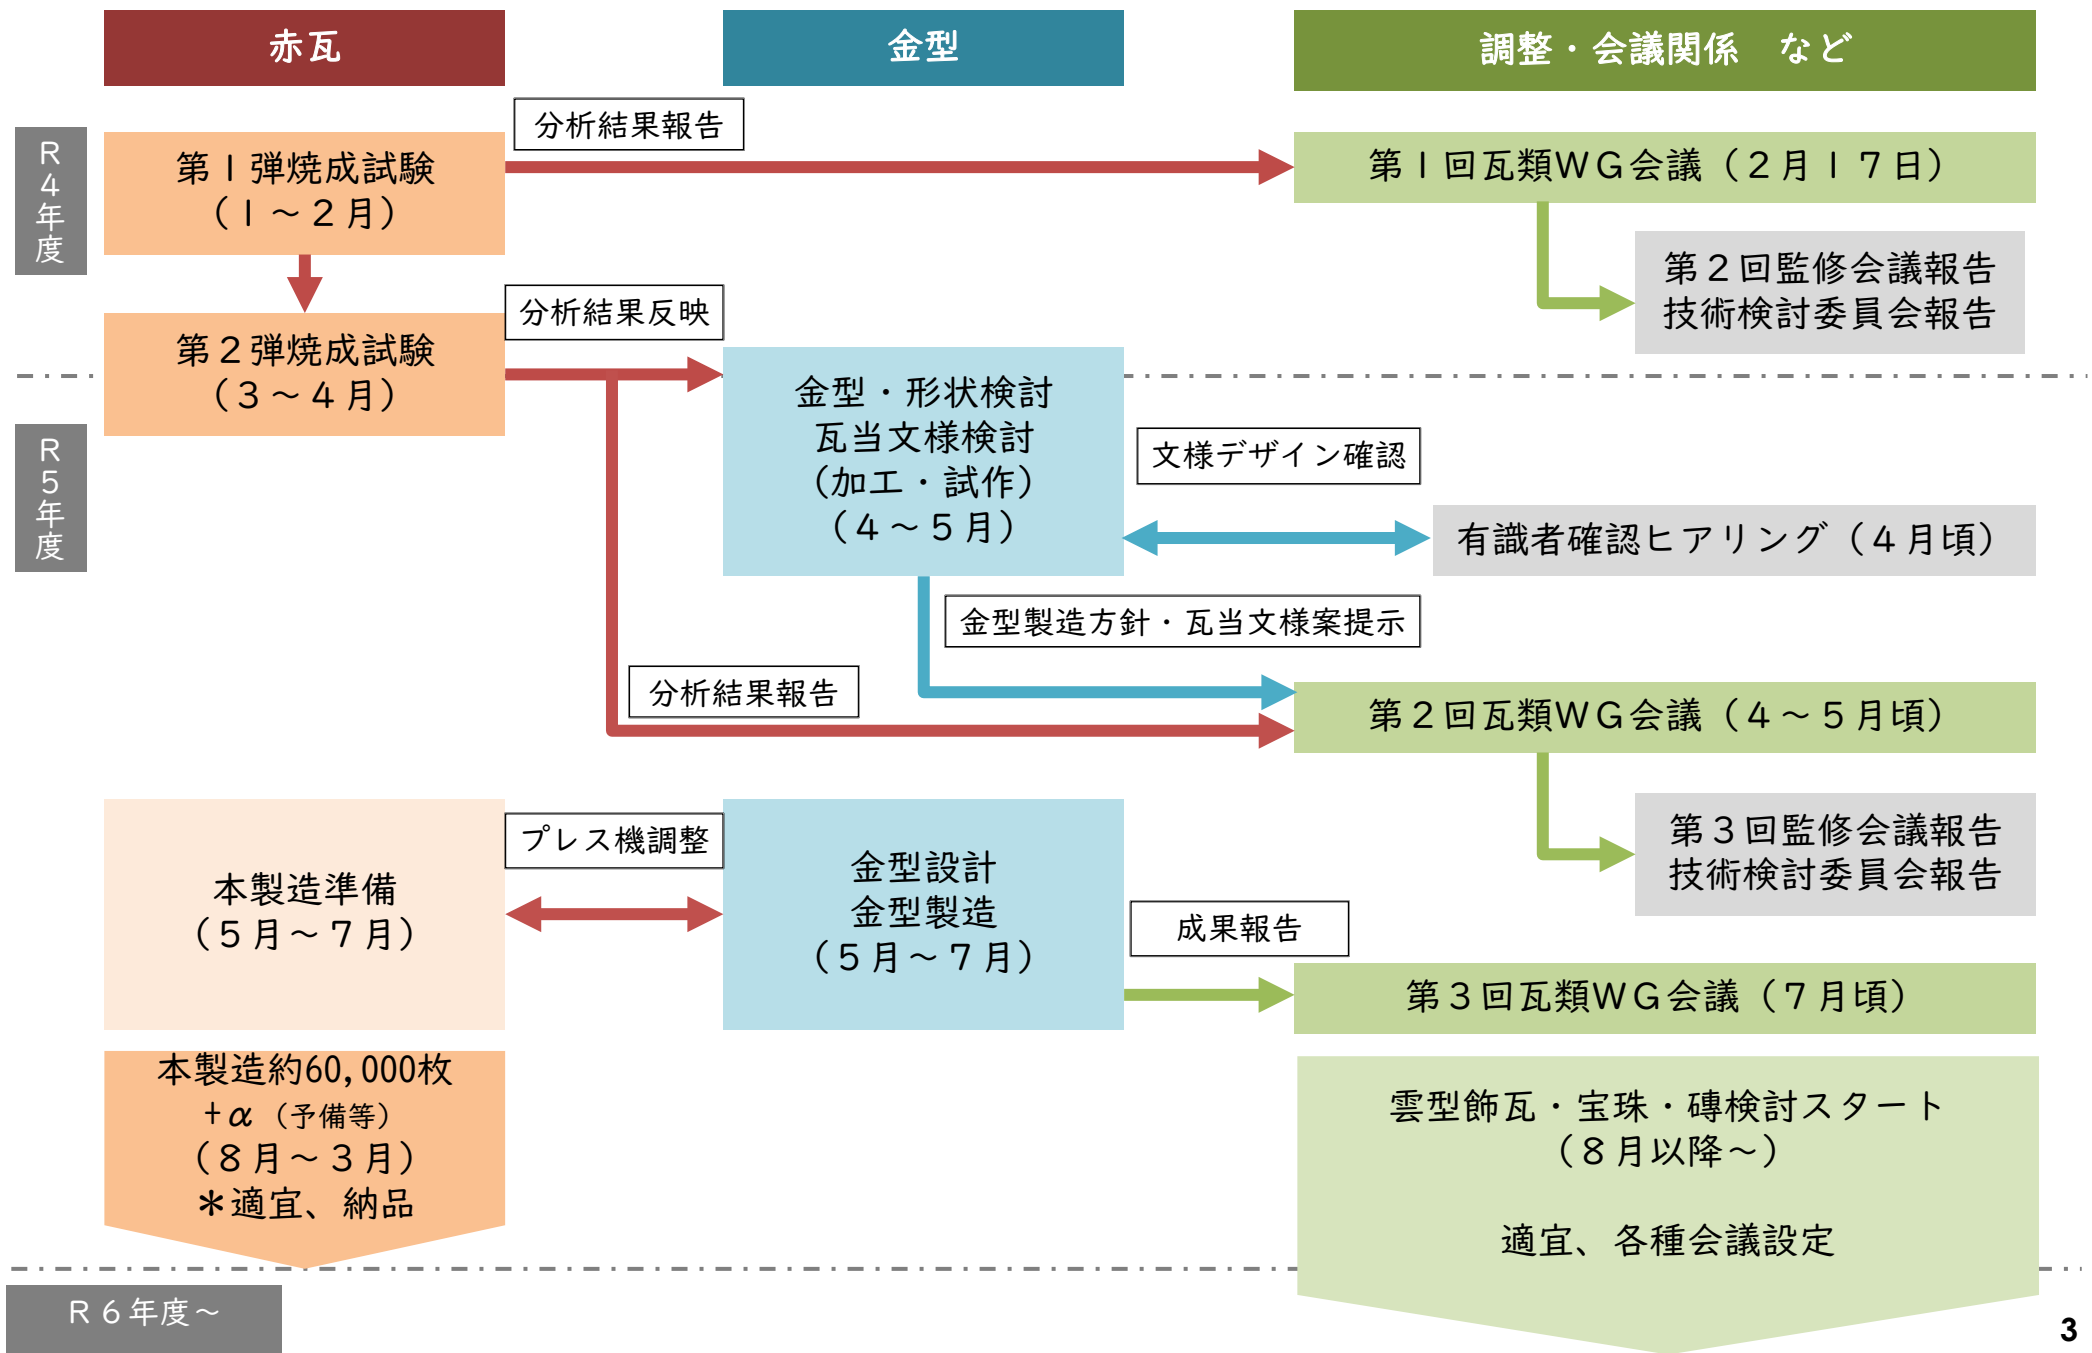 赤瓦
金型
調整・会議関係　など
R４年度
分析結果報告
第１弾焼成試験
（１～２月）
第１回瓦類WG会議（２月１７日）
第２回監修会議報告
技術検討委員会報告
第２弾焼成試験
（３～４月）
分析結果反映
R５年度
金型・形状検討
瓦当文様検討
（加工・試作）
（４～５月）
文様デザイン確認
有識者確認ヒアリング（４月頃）
金型製造方針・瓦当文様案提示
分析結果報告
第２回瓦類WG会議（４～５月頃）
第３回監修会議報告
技術検討委員会報告
本製造準備
（５月～７月）
プレス機調整
金型設計
金型製造
（５月～７月）
成果報告
第３回瓦類WG会議（７月頃）
本製造約60,000枚
+α（予備等）
（８月～３月）
＊適宜、納品
雲型飾瓦・宝珠・磚検討スタート
（８月以降～）
適宜、各種会議設定
R６年度～
3